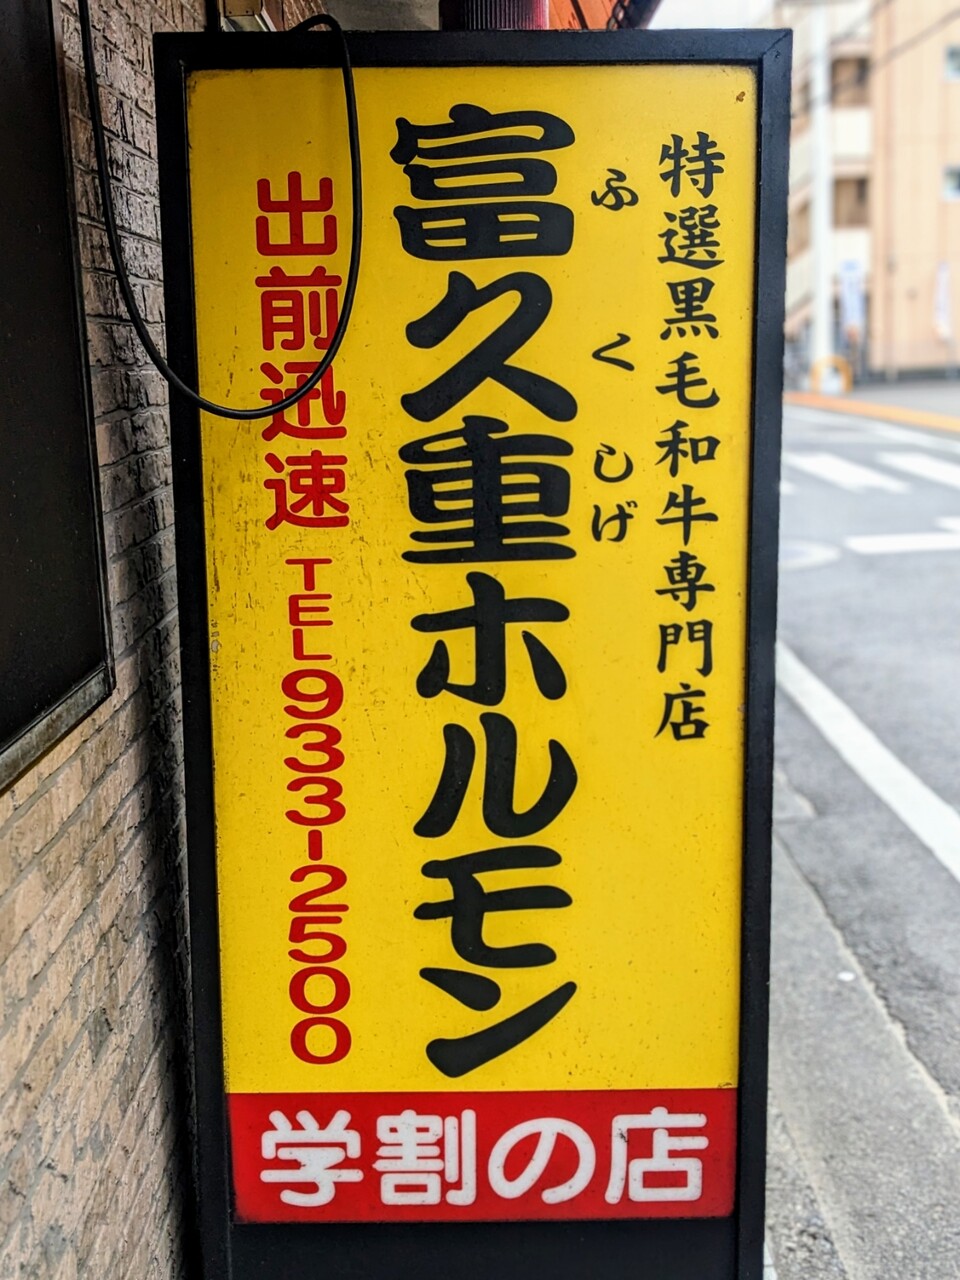 特選黒毛和牛専門店
ふくしげ
富久重ホルモン
出前迅速 TEL933-2500
学割の店